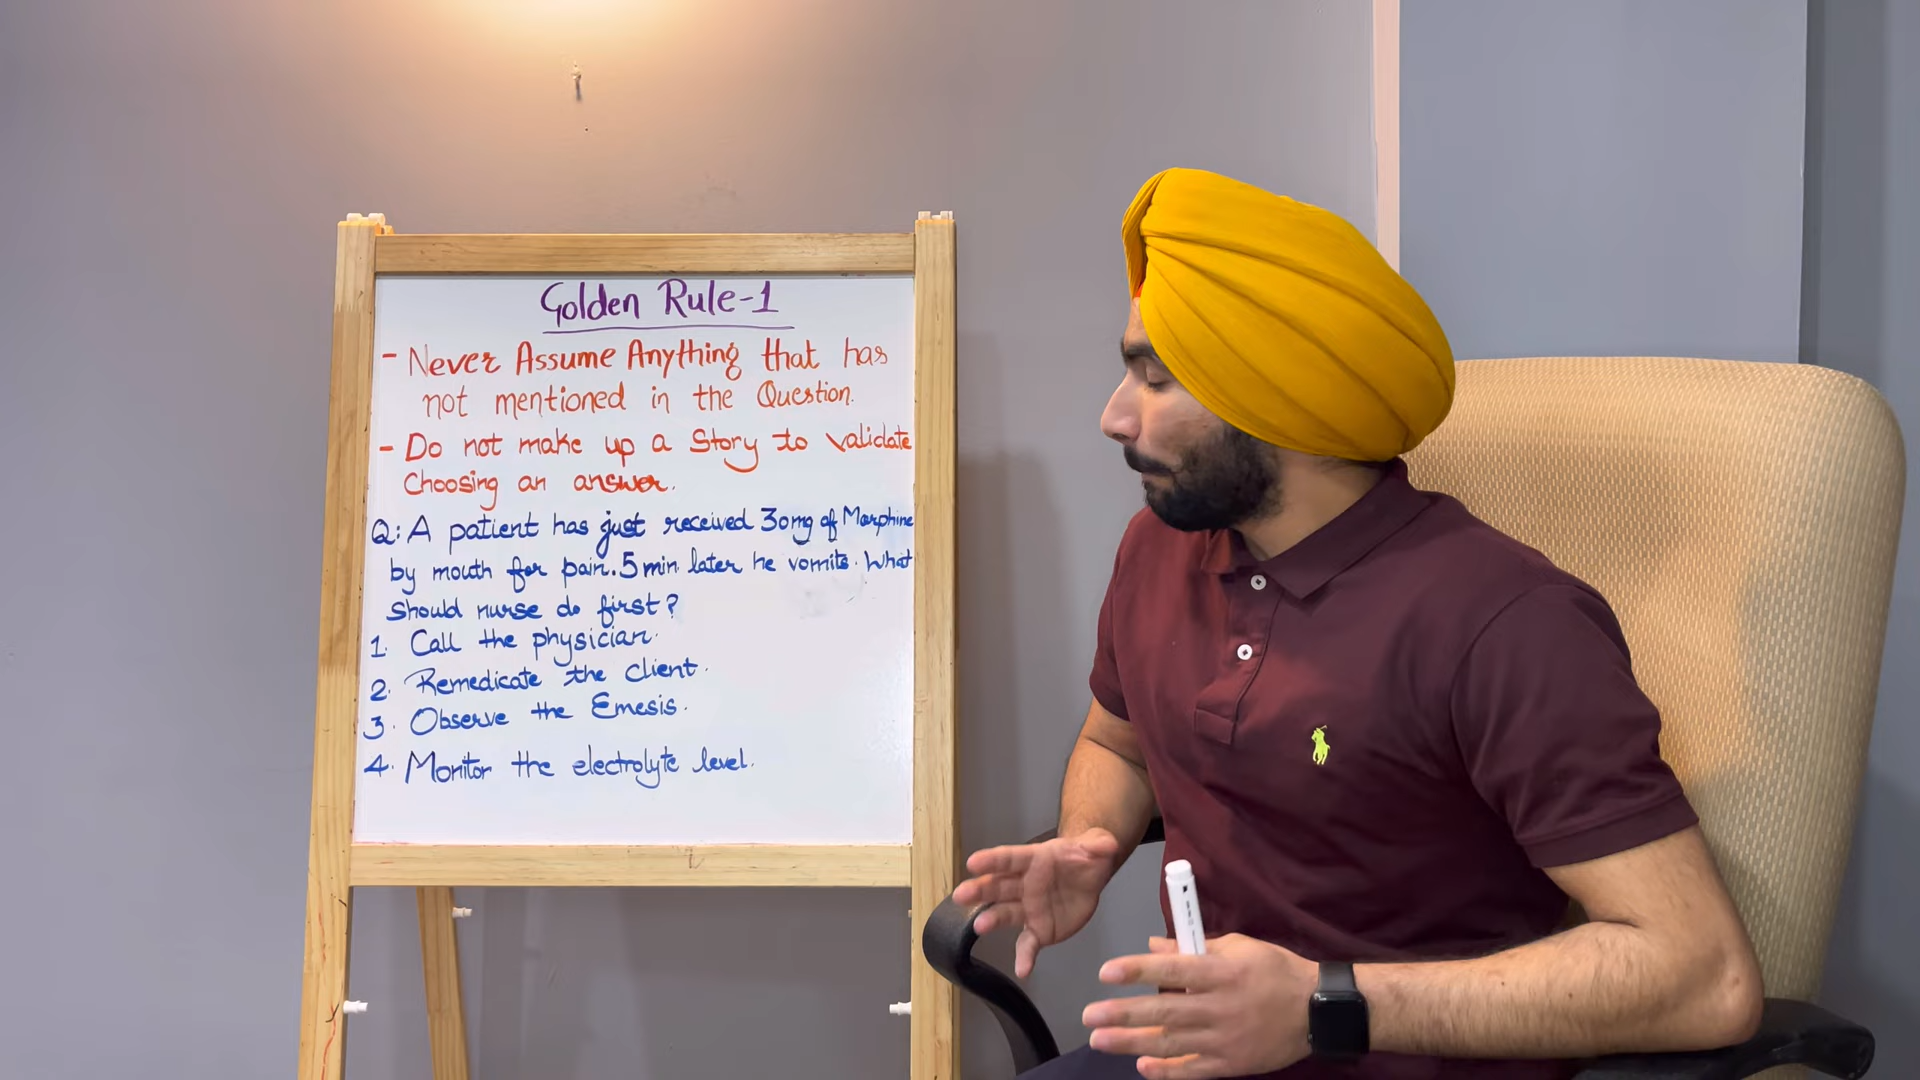 Golden Rule-1
- Never Assume Anything that has
not mentioned in the Question.
- Do not make up a Story to validate
Choosing an answer.
Q: A patient has just received 30mg of Morphine
by mouth for pain. 5 min later he vomits. What
should nurse do first?
1. Call the physician.
2. Remedicate the client.
3. Observe the Emesis.
4. Monitor the electrolyte level.